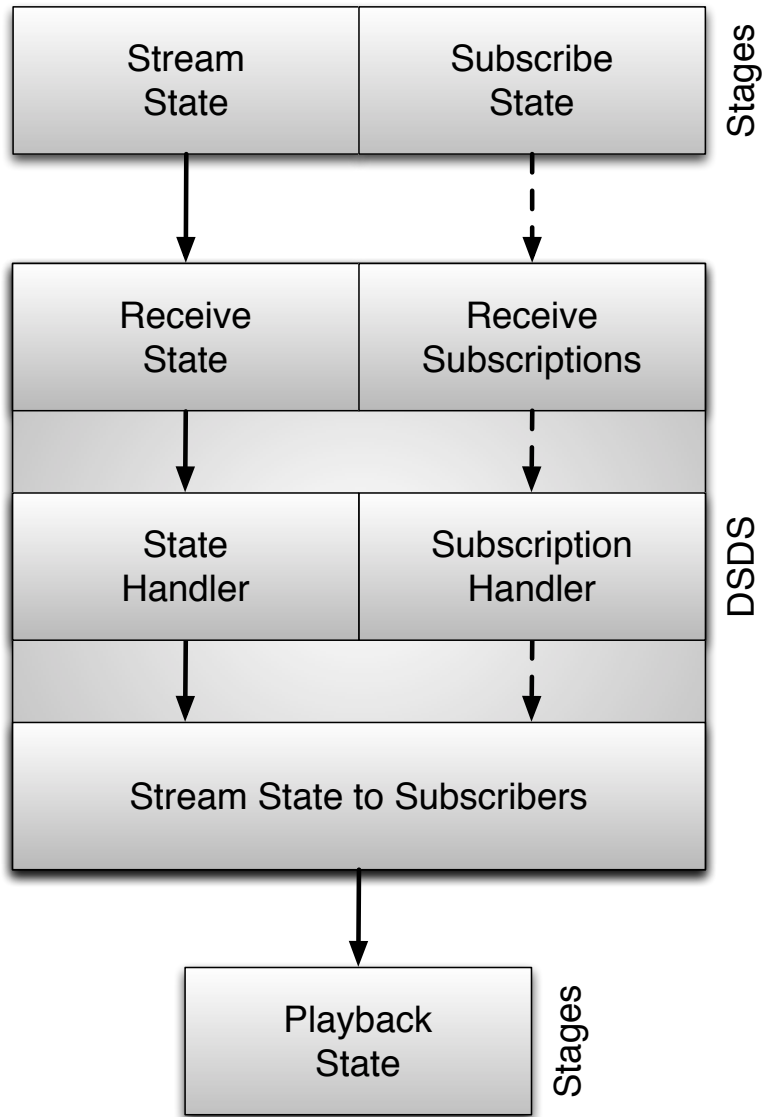 Stream
State
Subscribe
State
Stages
Receive
State
Receive
Subscriptions
State
Handler
Subscription
Handler
DSDS
Stream State to Subscribers
Playback
State
Stages